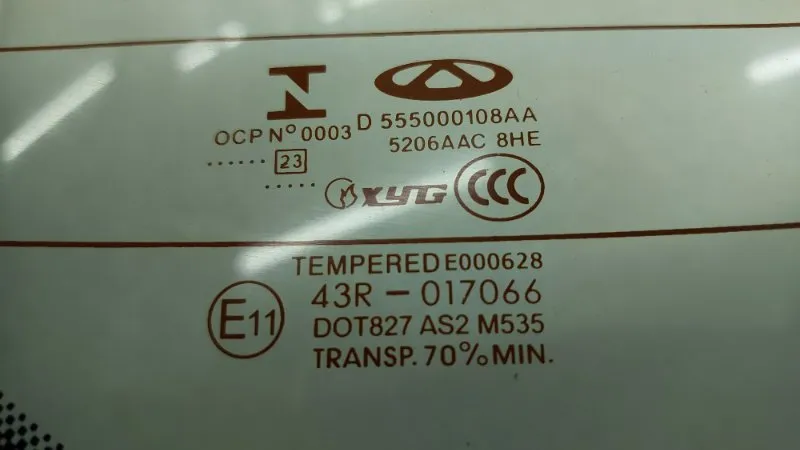 OCP Nº 0003 D 555000108AA
5206AAC 8HE
...... 23
..... XYG CCC
TEMPERED E000628
E11 43R - 017066
DOT827 AS2 M535
TRANSP. 70% MIN.